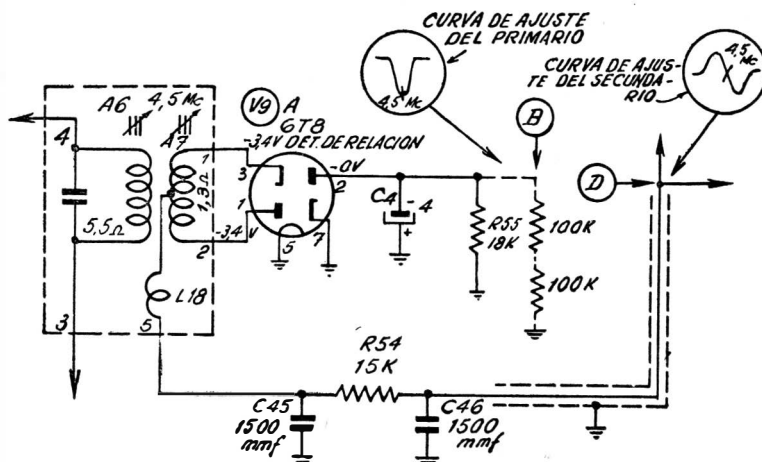 CURVA DE AJUSTE
DEL PRIMARIO
4,5 Mc
4,5 Mc
CURVA DE AJUS-
TE DEL SECUNDA-
RIO
V9 A
6T8
-3,4V DET. DE RELACION
A6
4,5 Mc
A7
4
1
3
-0V
2
B
D
C4
-4
+
R55
18K
100K
100K
1,3Ω
5,5Ω
-3,4
V
1
5
7
2
L18
3
5
R54
15K
C45
1500
mmf
C46
1500
mmf